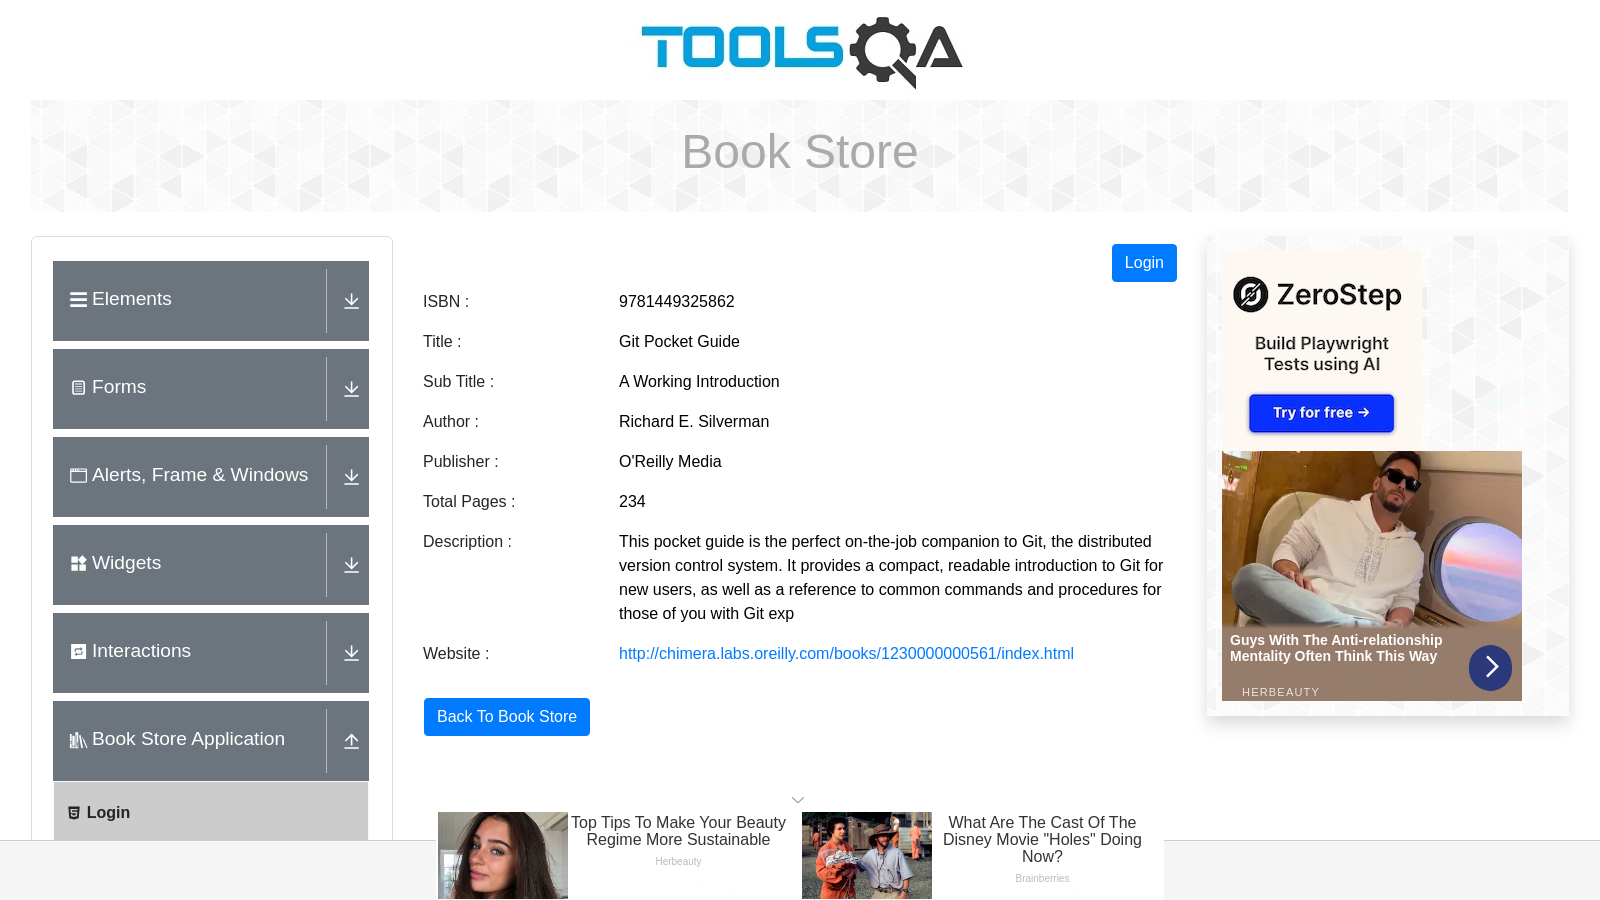 TOOLSQA
Book Store
Elements
Forms
Alerts, Frame & Windows
Widgets
Interactions
Book Store Application
Login
Login
ISBN : 9781449325862
Title : Git Pocket Guide
Sub Title : A Working Introduction
Author : Richard E. Silverman
Publisher : O'Reilly Media
Total Pages : 234
Description : This pocket guide is the perfect on-the-job companion to Git, the distributed
version control system. It provides a compact, readable introduction to Git for
new users, as well as a reference to common commands and procedures for
those of you with Git exp
Website : http://chimera.labs.oreilly.com/books/1230000000561/index.html
Back To Book Store
ZeroStep
Build Playwright
Tests using AI
Try for free →
Guys With The Anti-relationship
Mentality Often Think This Way
HERBEAUTY
Top Tips To Make Your Beauty
Regime More Sustainable
Herbeauty
What Are The Cast Of The
Disney Movie "Holes" Doing
Now?
Brainberries